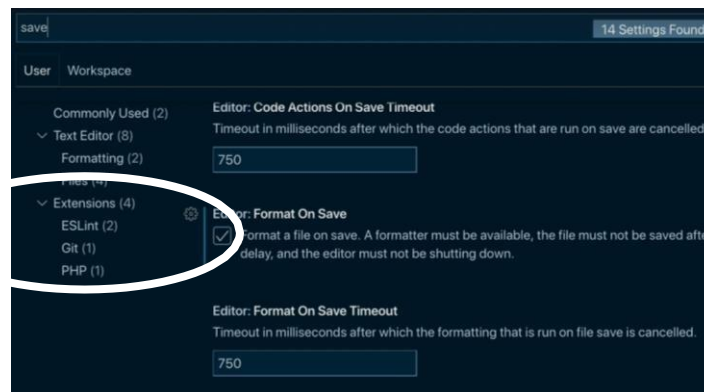 save
14 Settings Found
User Workspace
Commonly Used (2)
Text Editor (8)
Formatting (2)
Files (4)
Extensions (4)
ESLint (2)
Git (1)
PHP (1)
Editor: Code Actions On Save Timeout
Timeout in milliseconds after which the code actions that are run on save are cancelled
750
Editor: Format On Save
Format a file on save. A formatter must be available, the file must not be saved afte
delay, and the editor must not be shutting down.
Editor: Format On Save Timeout
Timeout in milliseconds after which the formatting that is run on file save is cancelled.
750